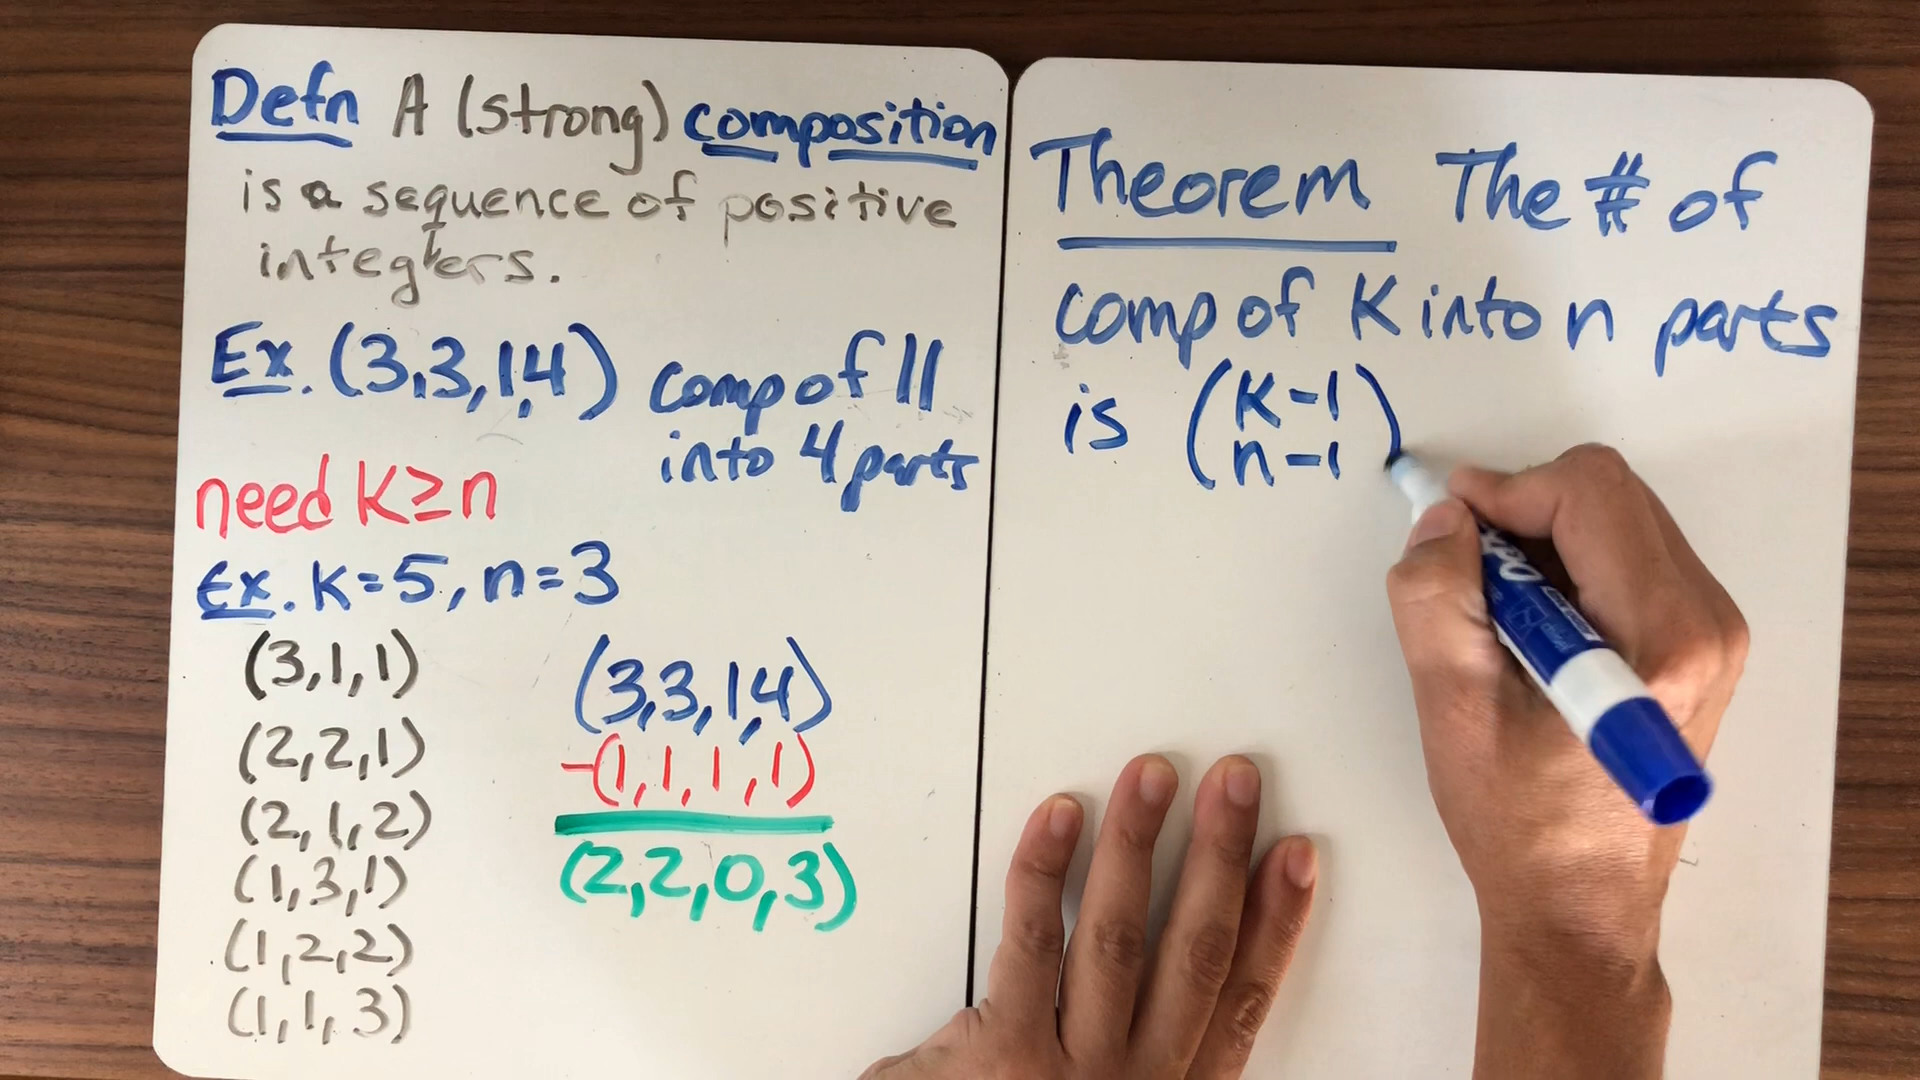 Defn A (strong) composition
is a sequence of positive
integers.
Ex. (3,3,1,4) comp of 11
into 4 parts
need k≥n
Ex. k=5, n=3
(3,1,1)
(2,2,1)
(2,1,2)
(1,3,1)
(1,2,2)
(1,1,3)
(3,3,1,4)
-(1,1,1,1)
(2,2,0,3)
Theorem The # of
comp of k into n parts
is (k-1
n-1)